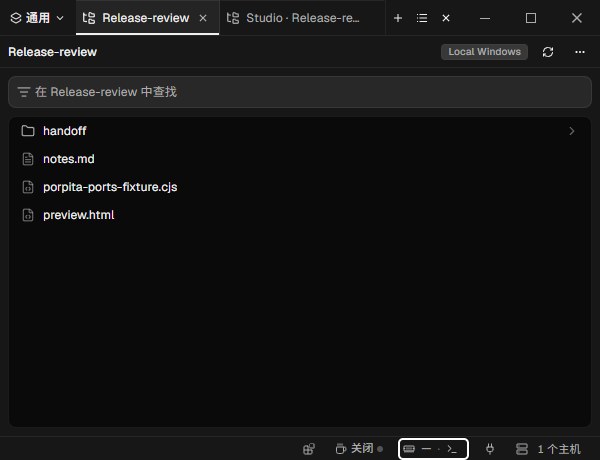 通用 Release-review Studio · Release-re...
Release-review Local Windows
在 Release-review 中查找
handoff
notes.md
porpita-ports-fixture.cjs
preview.html
关闭 1 个主机